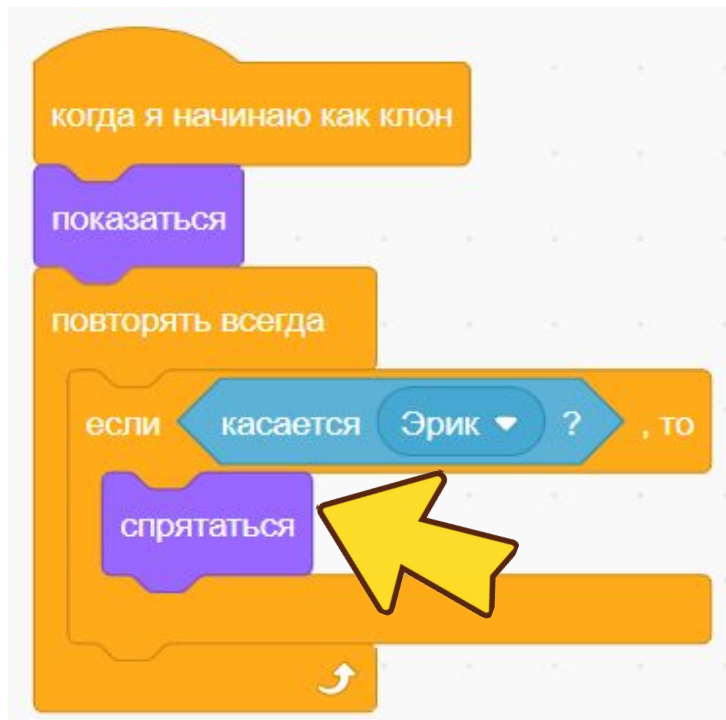 когда я начинаю как клон
показаться
повторять всегда
если касается Эрик ? , то
спрятаться